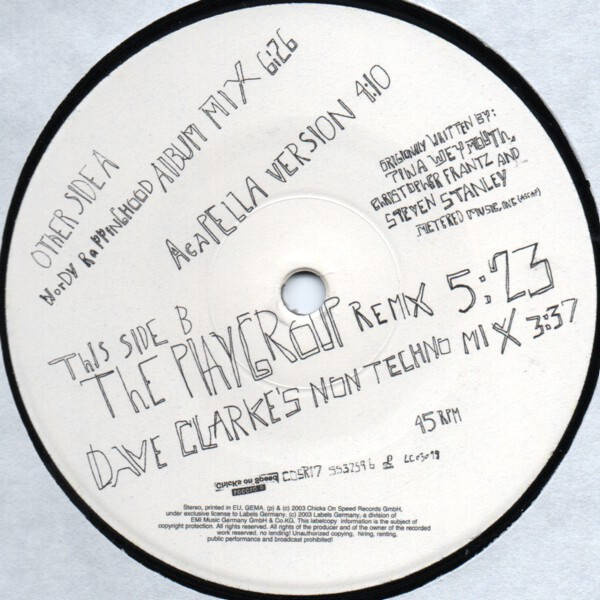 OTHER SIDE A
NORDY RAPPINGHOOD ALBUM MIX 6:26
ACAPELLA VERSION 4:10
ORIGIONLY WRITTEN BY:
TINA WEYMOUTH,
CHRISTOPHER FRANTZ AND
STEVEN STANLEY
METERED MUSIC, INC (ASCAP)
THIS SIDE B
THE PLAYGROUP REMIX 5:23
DAVE CLARKE'S NON TECHNO MIX 3:37
45 RPM
Chicks on Speed
RECORDS
COSR17 5532596 LC03098
Stereo, printed in EU, GEMA, (p) & (c) 2003 Chicks On Speed Records GmbH,
under exclusive license to Labels Germany. (c) 2003 Labels Germany, a division of
EMI Music Germany GmbH & Co.KG. This labelcopy information is the subject of
copyright protection. All rights reserved. All rights of the producer and of the owner of the recorded
work reserved. no lending! Unauthorized copying, hiring, renting,
public performance and broadcast prohibited!